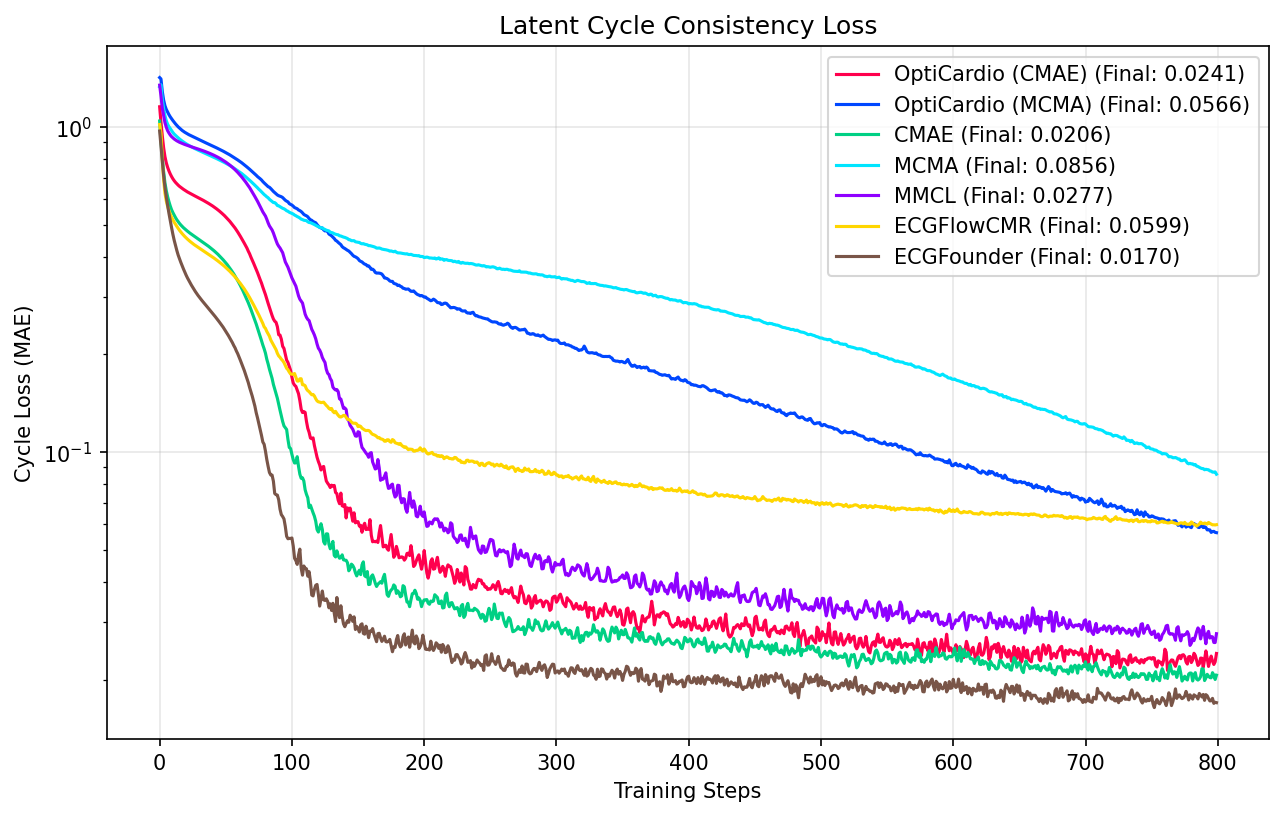 Latent Cycle Consistency Loss
OptiCardio (CMAE) (Final: 0.0241)
OptiCardio (MCMA) (Final: 0.0566)
CMAE (Final: 0.0206)
MCMA (Final: 0.0856)
MMCL (Final: 0.0277)
ECGFlowCMR (Final: 0.0599)
ECGFounder (Final: 0.0170)
Cycle Loss (MAE)
10⁰
10⁻¹
0 100 200 300 400 500 600 700 800
Training Steps